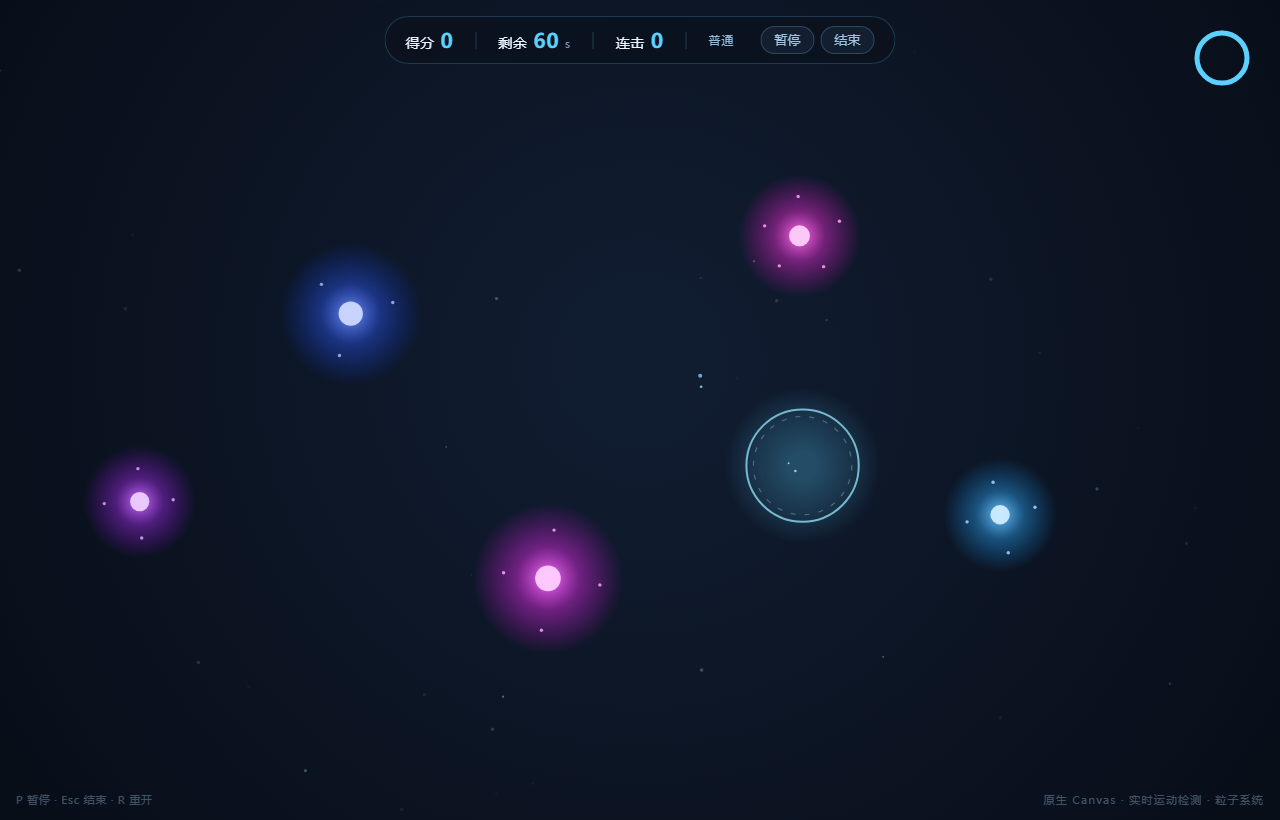 得分 0 剩余 60 s 连击 0 普通 暂停 结束
P 暂停 · Esc 结束 · R 重开
原生 Canvas · 实时运动检测 · 粒子系统